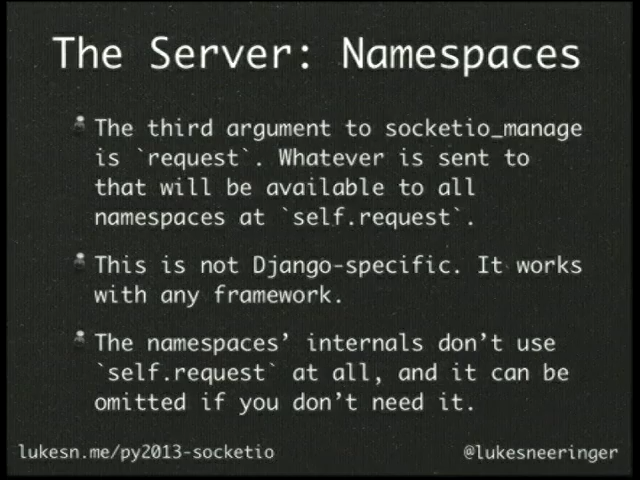 The Server: Namespaces
The third argument to socketio_manage
is `request`. Whatever is sent to
that will be available to all
namespaces at `self.request`.
This is not Django-specific. It works
with any framework.
The namespaces’ internals don’t use
`self.request` at all, and it can be
omitted if you don’t need it.
lukesn.me/py2013-socketio
@lukesneeringer